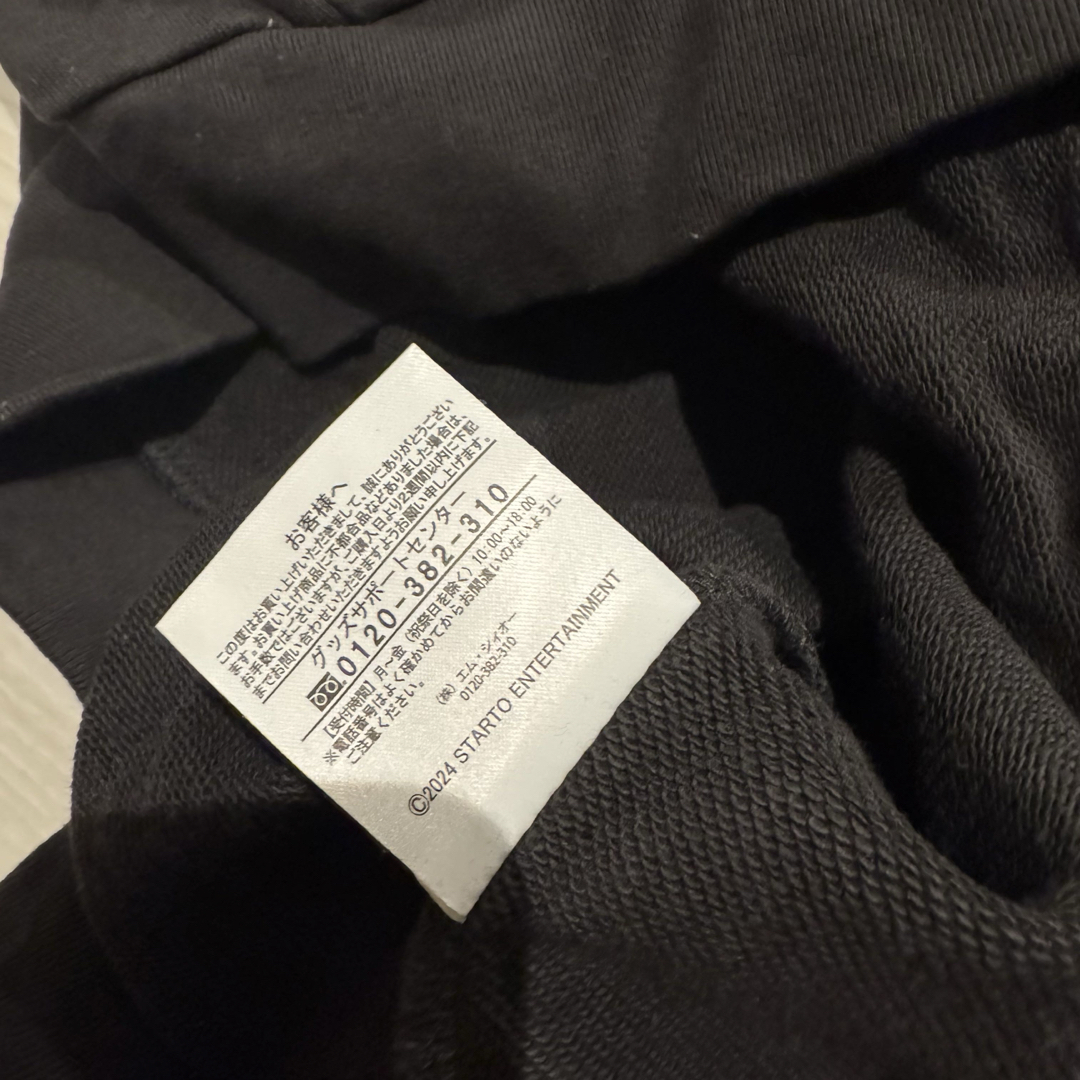 お客様へ
この度はお買い上げいただきまして、誠にありがとうござい
ます。お買い上げ商品に不都合品などありました場合は、
お手数ではございますが、ご購入日より2週間以内に下記
までお問い合わせいただきますようお願い申し上げます。
グッズサポートセンター
0120-382-310
【受付時間】月～金(祝祭日を除く)10:00～18:00
※電話番号はよく確かめてからお間違いのないように
ご注意ください。
(株)エム・シイオー
0120-382-310
©2024 STARTO ENTERTAINMENT